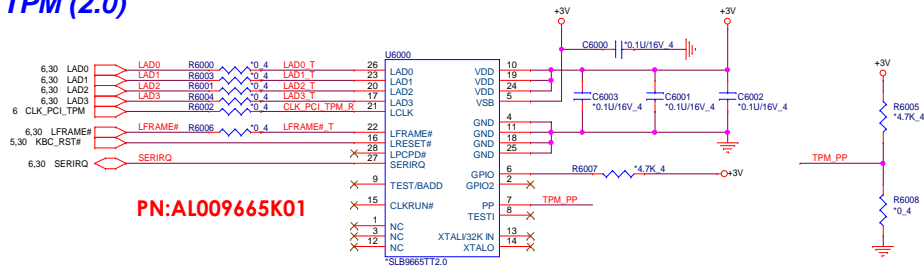 TPM (2.0)
+3V
+3V
C6000
*0.1U/16V_4
U6000
6,30 LAD0
LAD0
R6000
*0_4
LAD0_T
26
LAD0
VDD
10
6,30 LAD1
LAD1
R6003
*0_4
LAD1_T
23
LAD1
VDD
19
6,30 LAD2
LAD2
R6001
*0_4
LAD2_T
20
LAD2
VDD
24
6,30 LAD3
LAD3
R6004
*0_4
LAD3_T
17
LAD3
VSB
5
6 CLK_PCI_TPM
R6002
*0_4
CLK_PCI_TPM_R
21
LCLK
C6003
*0.1U/16V_4
C6001
*0.1U/16V_4
C6002
*0.1U/16V_4
GND
4
6,30 LFRAME#
LFRAME#
R6006
*0_4
LFRAME#_T
22
LFRAME#
GND
11
5,30 KBC_RST#
16
LRESET#
GND
18
28
LPCPD#
GND
25
6,30 SERIRQ
SERIRQ
27
SERIRQ
GPIO
6
R6007
*4.7K_4
+3V
9
TEST/BADD
GPIO2
2
15
CLKRUN#
PP
7
TPM_PP
TESTI
8
1
NC
3
NC
XTALI/32K IN
13
12
NC
XTALO
14
*SLB9665TT2.0
PN:AL009665K01
+3V
R6005
*4.7K_4
TPM_PP
R6008
*0_4